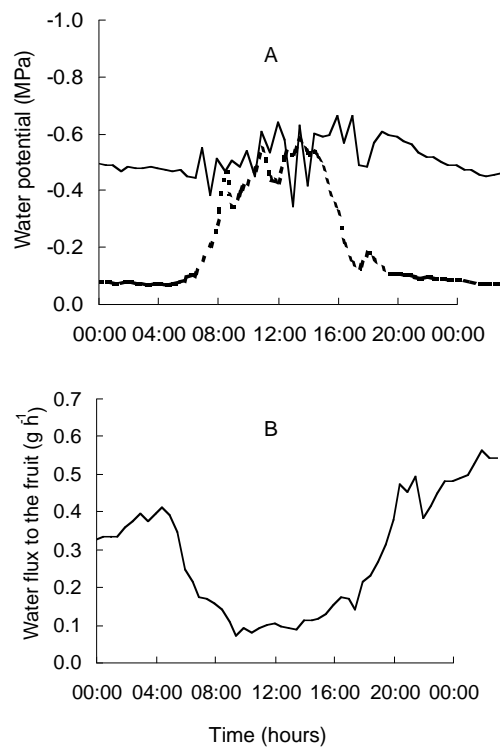 A
Water potential (MPa)
-1.0
-0.8
-0.6
-0.4
-0.2
0.0
00:00 04:00 08:00 12:00 16:00 20:00 00:00
B
Water flux to the fruit (g h-1)
0.7
0.6
0.5
0.4
0.3
0.2
0.1
0.0
00:00 04:00 08:00 12:00 16:00 20:00 00:00
Time (hours)